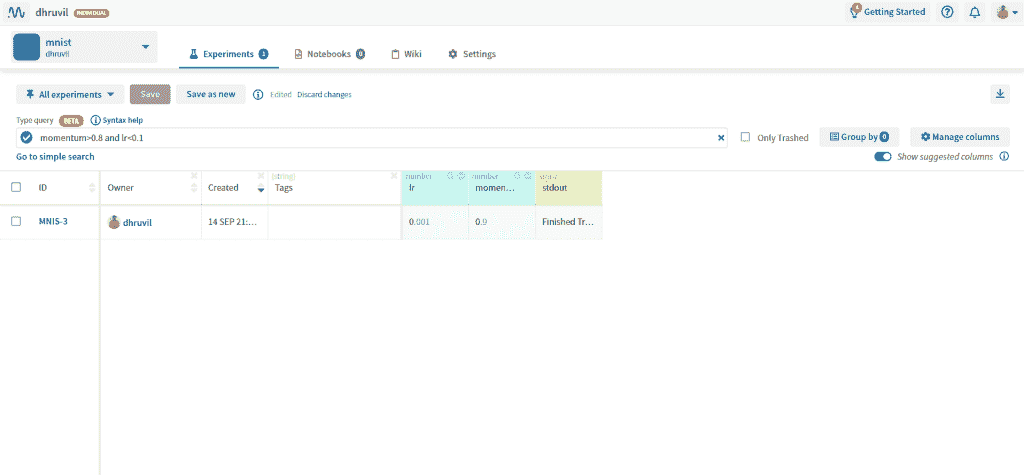 dhruvil INDIVIDUAL Getting Started
mnist
dhruvil
Experiments 1 Notebooks 0 Wiki Settings
All experiments Save Save as new Edited Discard changes
Type query BETA Syntax help
momentum>0.8 and lr<0.1 Only Trashed Group by 0 Manage columns
Go to simple search Show suggested columns
(string) number number
ID Owner Created Tags lr momen... stdout
MNIS-3 dhruvil 14 SEP 21:... 0.001 0.9 Finished Tr...